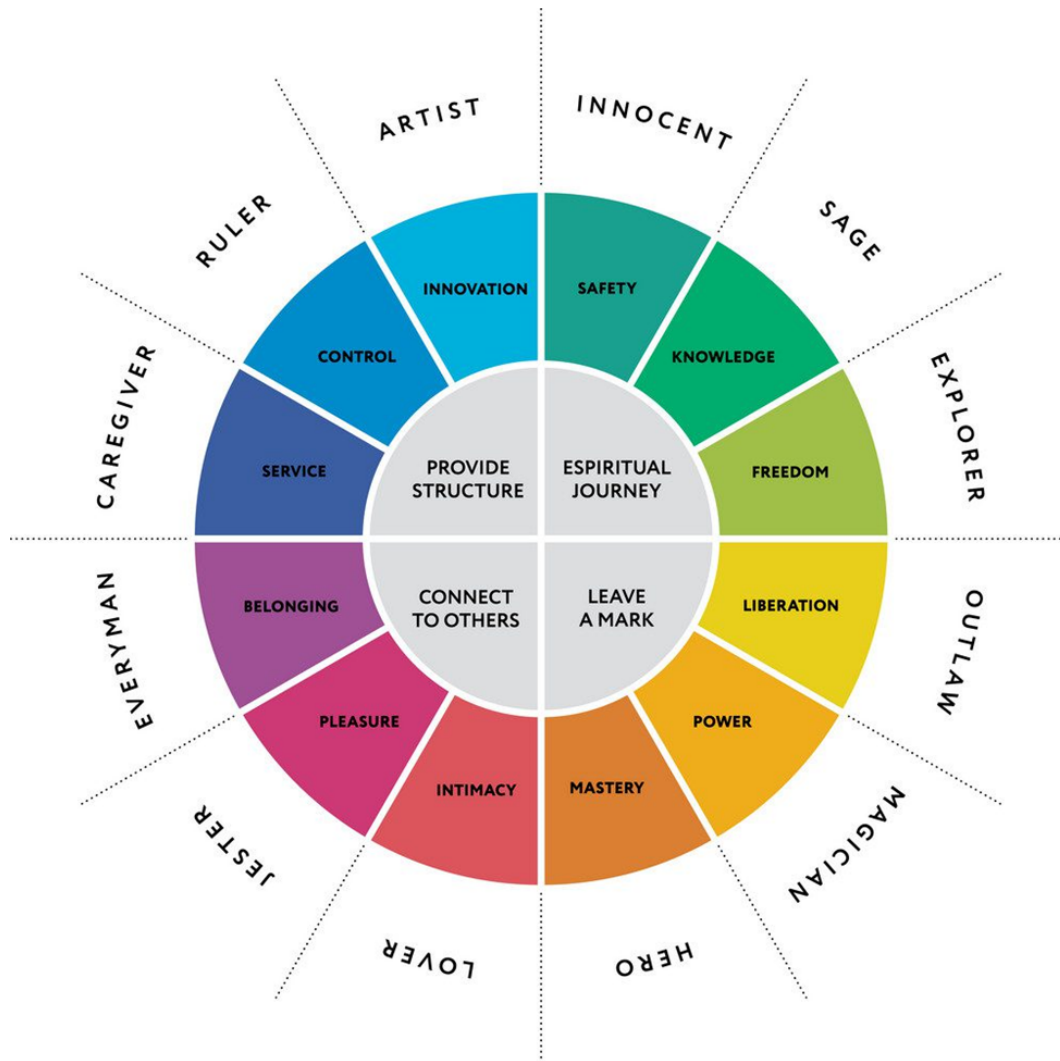 ARTIST
INNOCENT
RULER
SAGE
CAREGIVER
EXPLORER
EVERYMAN
OUTLAW
JESTER
MAGICIAN
LOVER
HERO
INNOVATION
SAFETY
CONTROL
KNOWLEDGE
SERVICE
FREEDOM
BELONGING
LIBERATION
PLEASURE
POWER
INTIMACY
MASTERY
PROVIDE
STRUCTURE
ESPIRITUAL
JOURNEY
CONNECT
TO OTHERS
LEAVE
A MARK